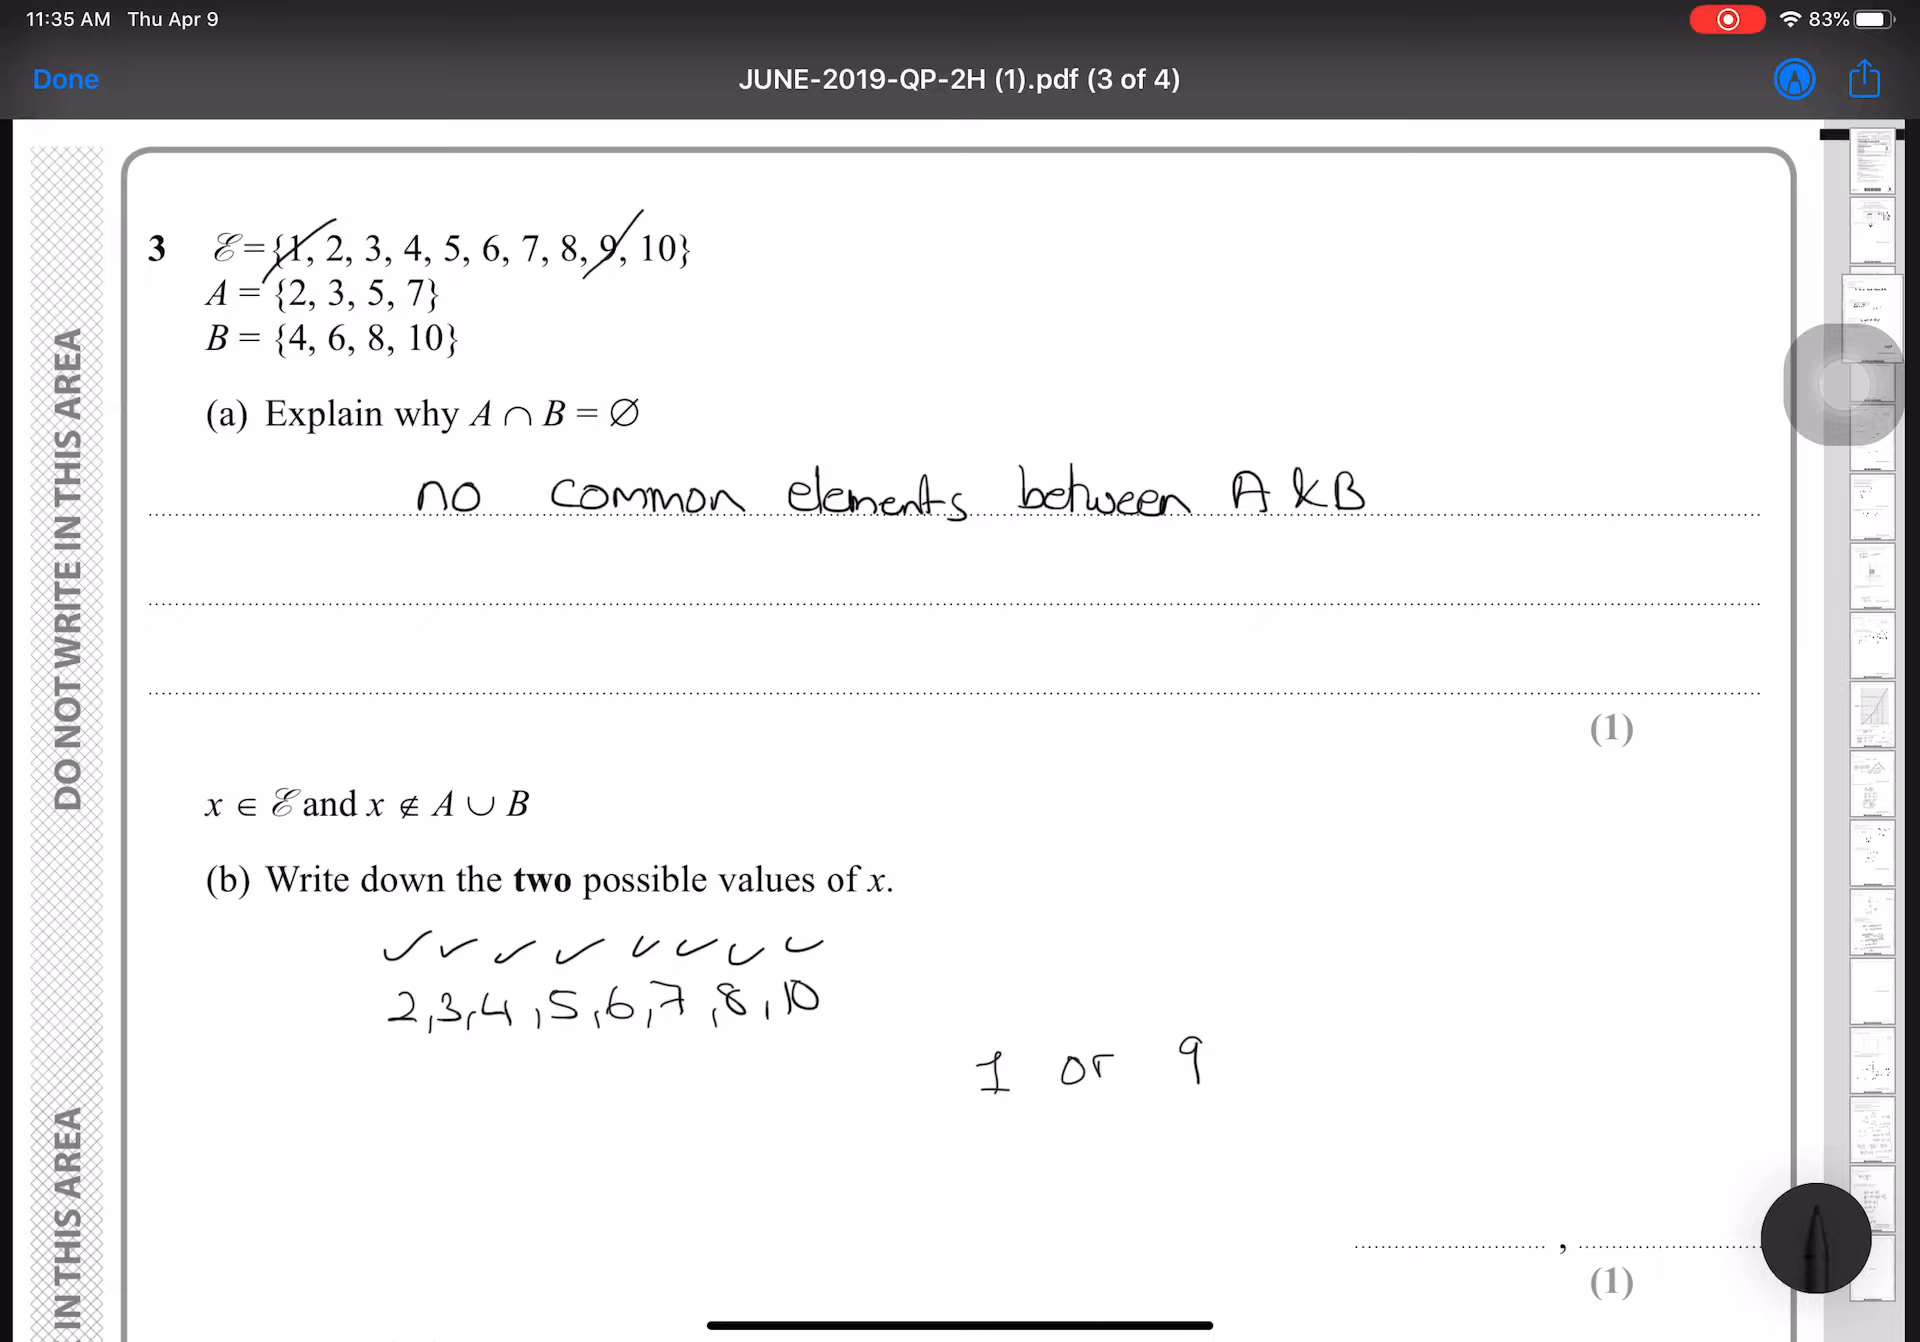 11:35 AM Thu Apr 9
83%
Done
JUNE-2019-QP-2H (1).pdf (3 of 4)
DO NOT WRITE IN THIS AREA
IN THIS AREA
3 ℰ = {1, 2, 3, 4, 5, 6, 7, 8, 9, 10}
A = {2, 3, 5, 7}
B = {4, 6, 8, 10}
(a) Explain why A ∩ B = ∅
no common elements between A & B
(1)
x ∈ ℰ and x ∉ A ∪ B
(b) Write down the two possible values of x.
2,3,4,5,6,7,8,10
1 or 9
,
(1)